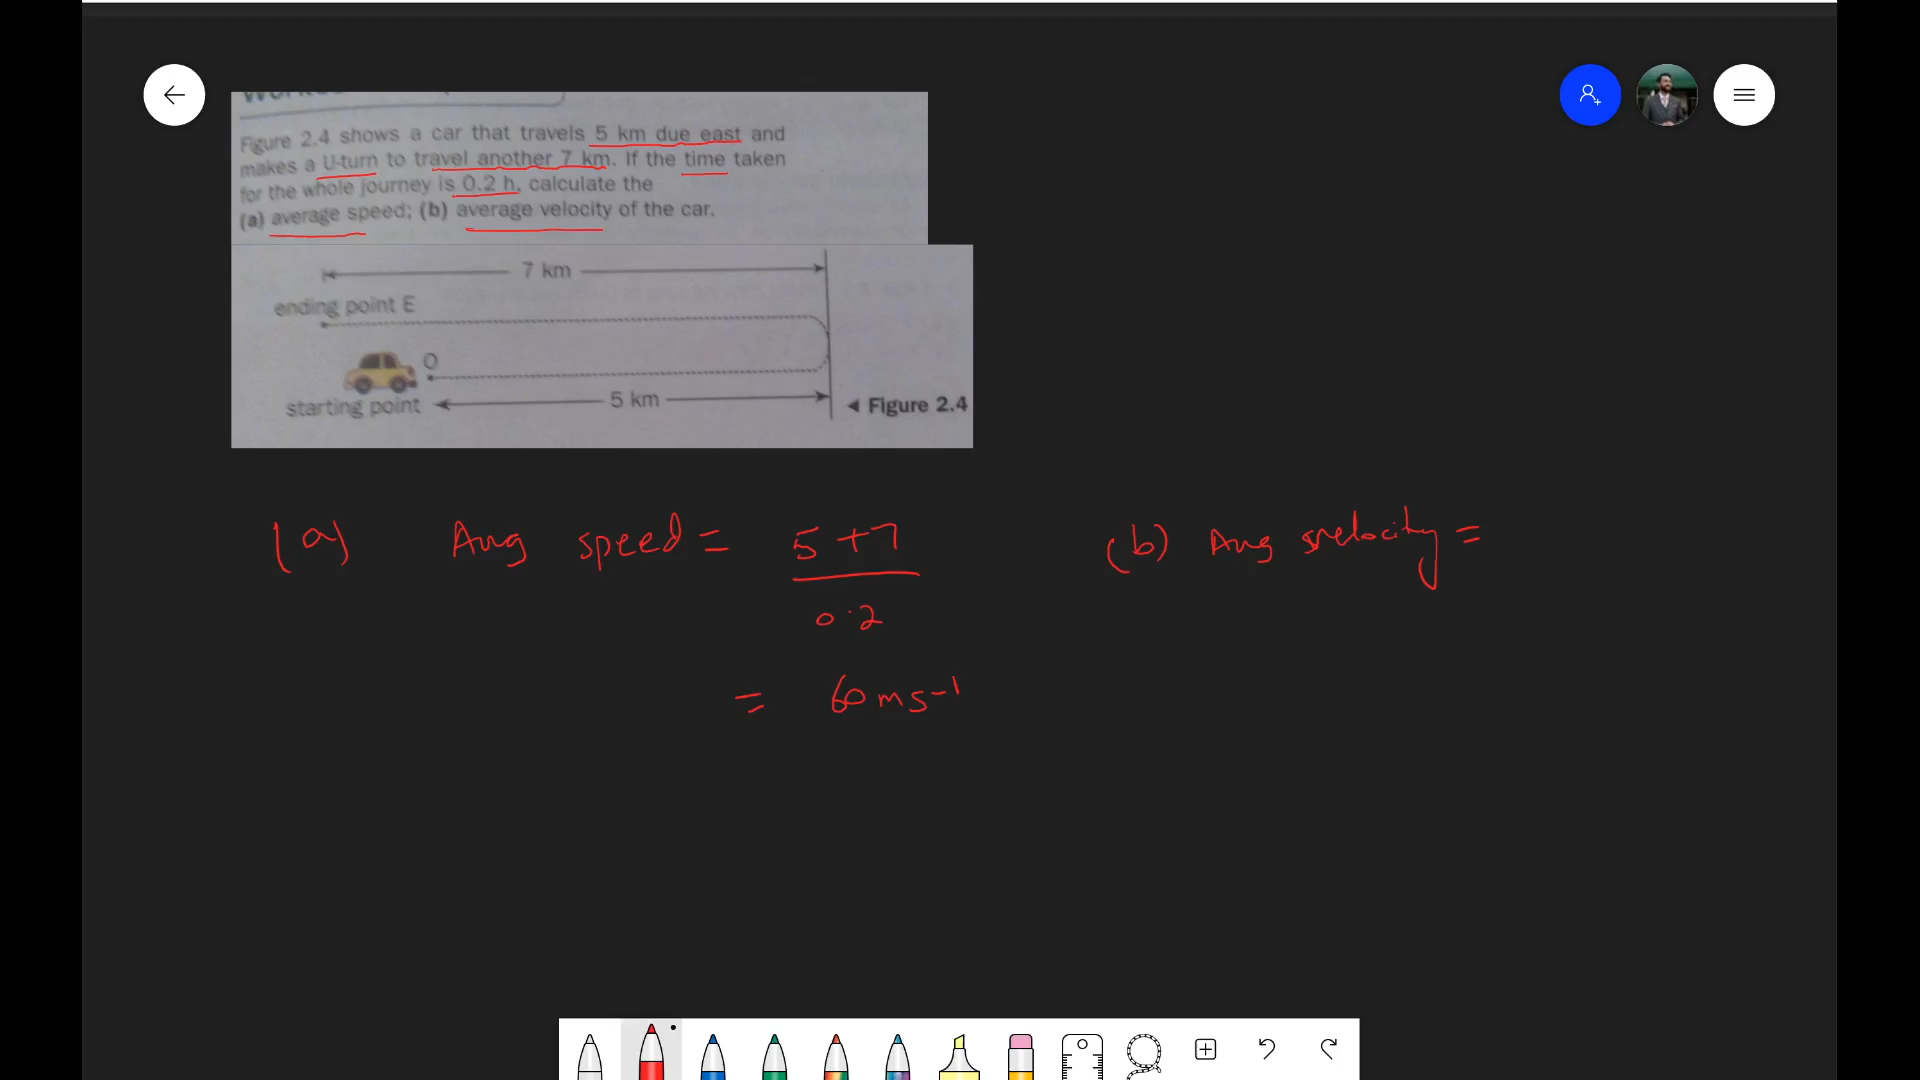 Figure 2.4 shows a car that travels 5 km due east and
makes a U-turn to travel another 7 km. If the time taken
for the whole journey is 0.2 h, calculate the
(a) average speed; (b) average velocity of the car.
7 km
ending point E
O
starting point
5 km
◄ Figure 2.4
(a) Avg speed = 5+7
0.2
= 60 ms-1
(b) Avg velocity =